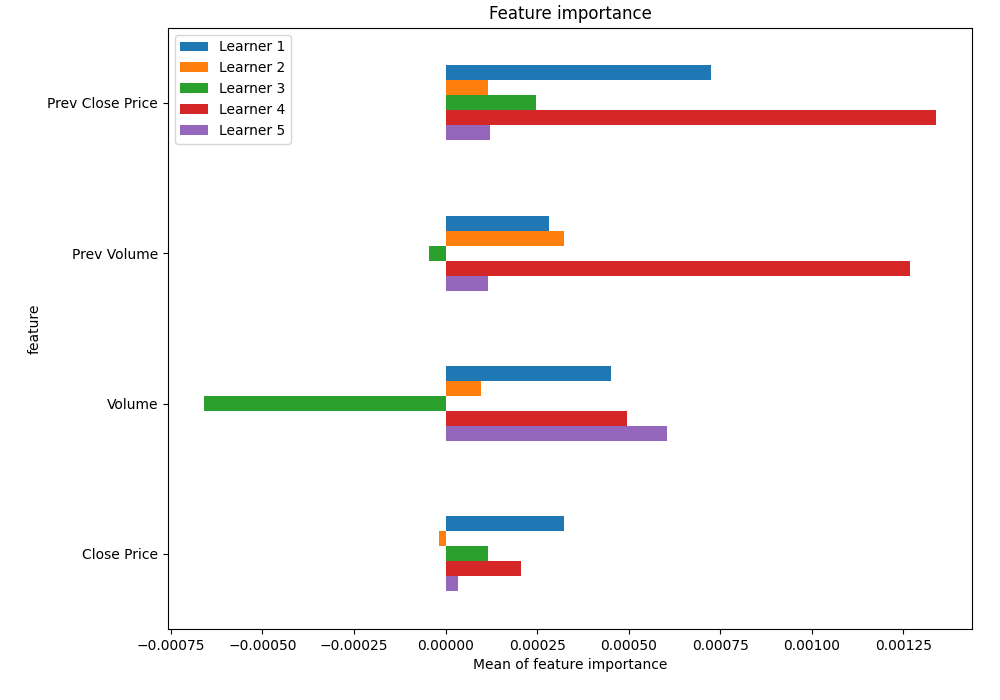 Feature importance
Learner 1
Learner 2
Learner 3
Learner 4
Learner 5
Prev Close Price
Prev Volume
Volume
Close Price
feature
−0.00075 −0.00050 −0.00025 0.00000 0.00025 0.00050 0.00075 0.00100 0.00125
Mean of feature importance